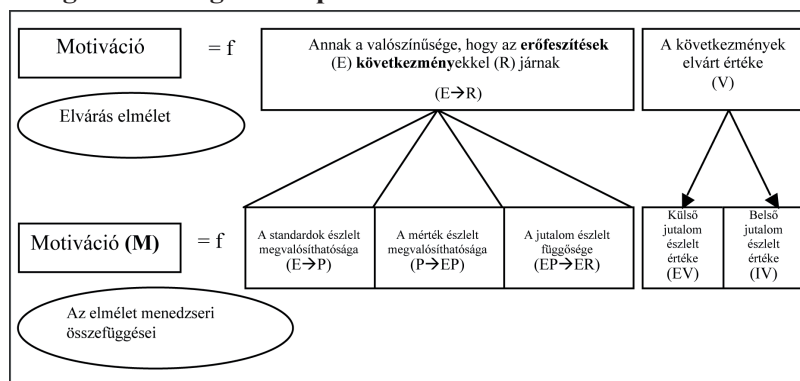 Motiváció
= f
Annak a valószínűsége, hogy az erőfeszítések
(E) következményekkel (R) járnak
(E→R)
A következmények
elvárt értéke
(V)
Elvárás elmélet
Motiváció (M)
= f
A standardok észlelt
megvalósíthatósága
(E→P)
A mérték észlelt
megvalósíthatósága
(P→EP)
A jutalom észlelt
függősége
(EP→ER)
Külső
jutalom
észlelt
értéke
(EV)
Belső
jutalom
észlelt
értéke
(IV)
Az elmélet menedzseri
összefüggései